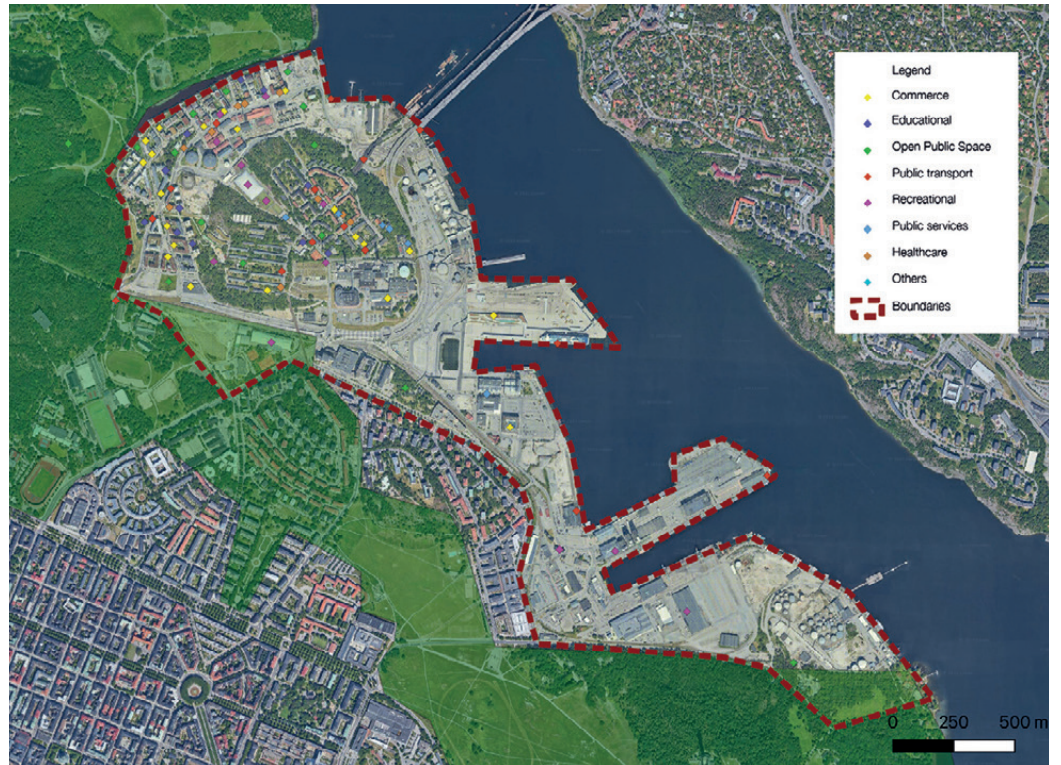 Legend
Commerce
Educational
Open Public Space
Public transport
Recreational
Public services
Healthcare
Others
Boundaries
0 250 500 m